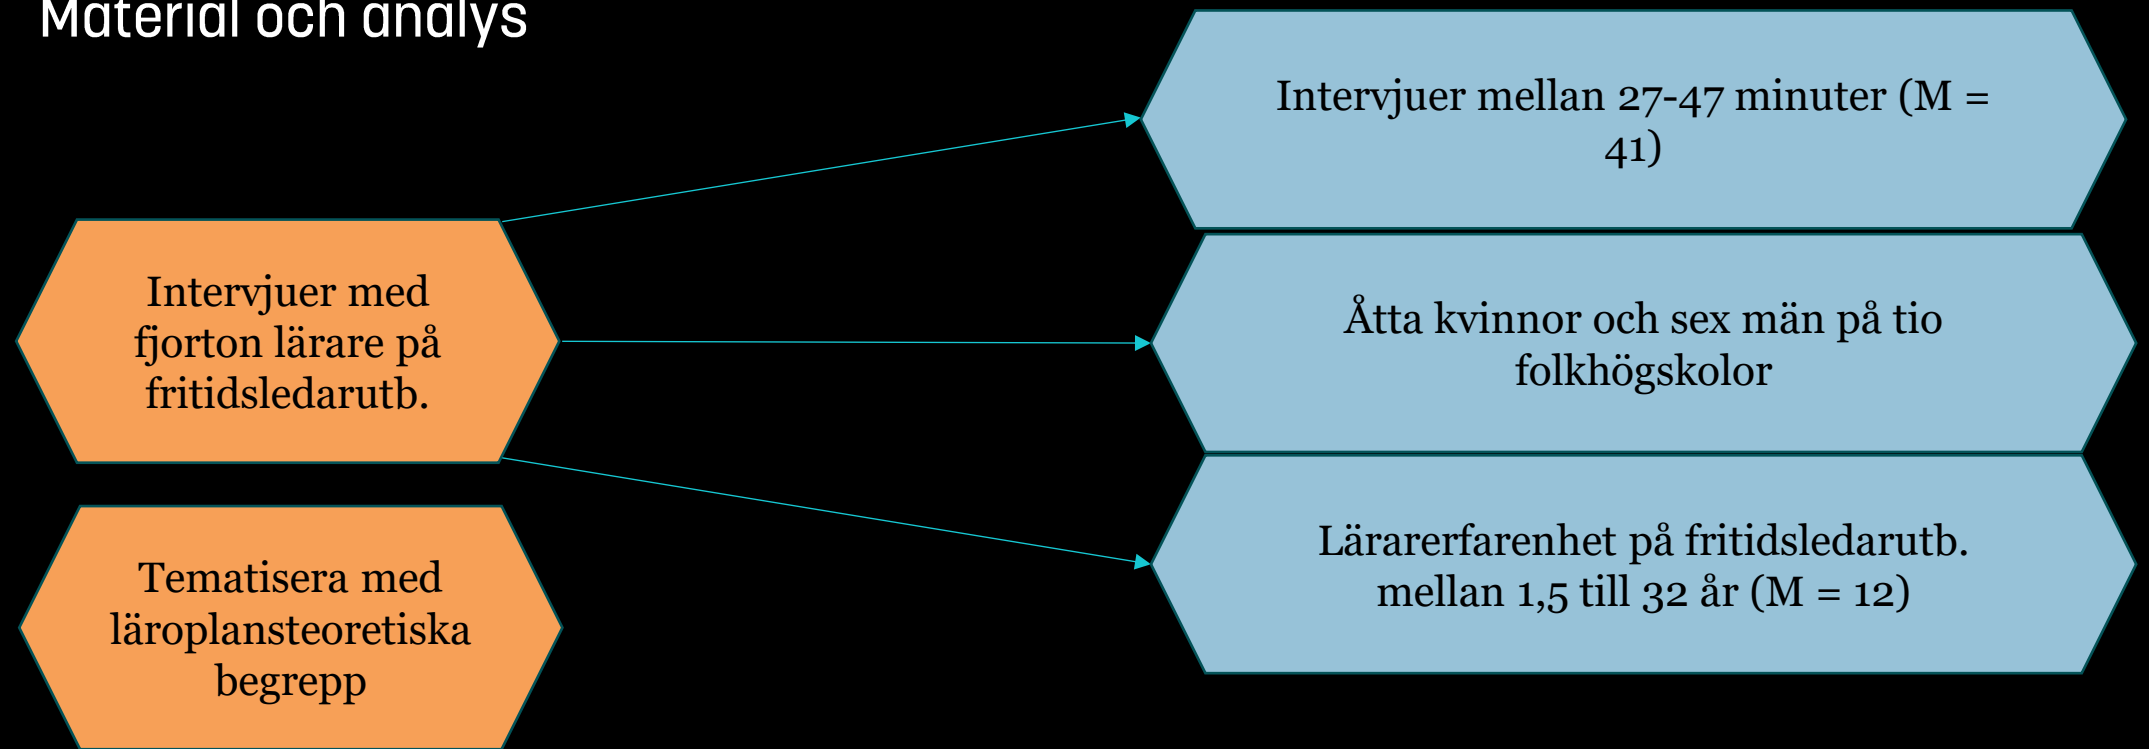 Material och analys
Intervjuer med
fjorton lärare på
fritidsledarutb.
Tematisera med
läroplansteoretiska
begrepp
Intervjuer mellan 27-47 minuter (M =
41)
Åtta kvinnor och sex män på tio
folkhögskolor
Lärarerfarenhet på fritidsledarutb.
mellan 1,5 till 32 år (M = 12)